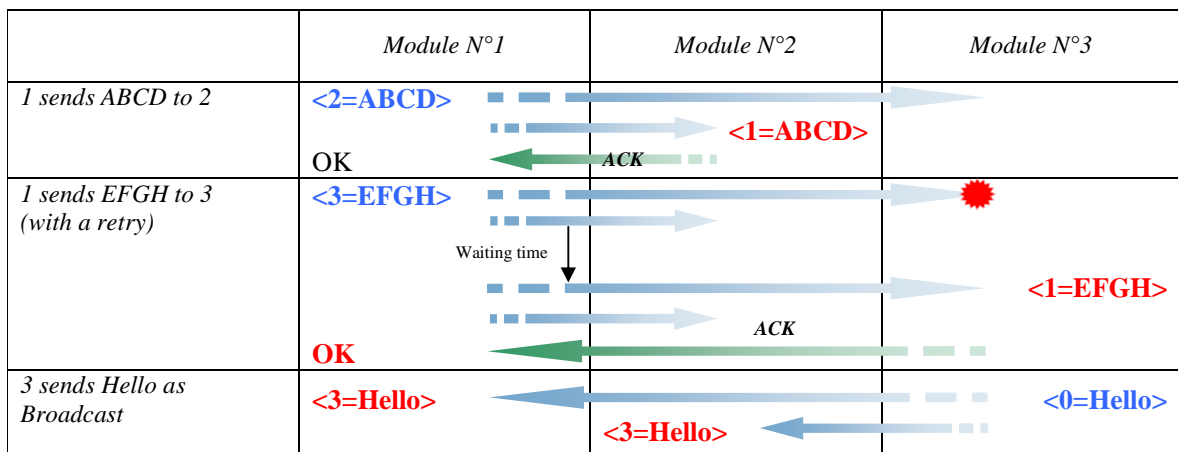 Module N°1
Module N°2
Module N°3
1 sends ABCD to 2
<2=ABCD>
<1=ABCD>
OK
ACK
1 sends EFGH to 3
(with a retry)
<3=EFGH>
Waiting time
<1=EFGH>
ACK
OK
3 sends Hello as
Broadcast
<3=Hello>
<0=Hello>
<3=Hello>